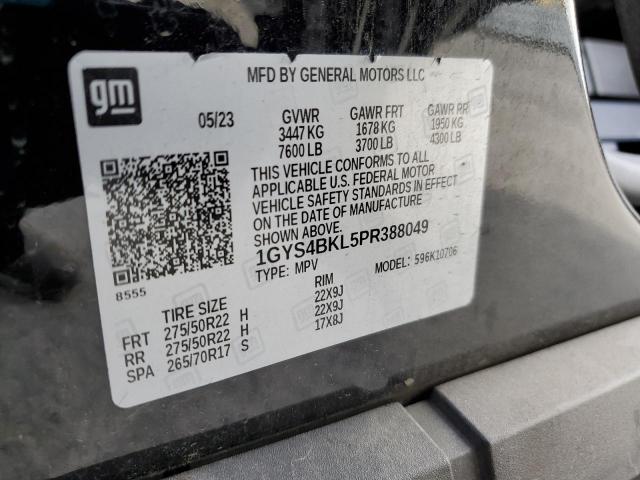 gm
MFD BY GENERAL MOTORS LLC
05/23 GVWR GAWR FRT GAWR RR
3447 KG 1678 KG 1950 KG
7600 LB 3700 LB 4300 LB
THIS VEHICLE CONFORMS TO ALL
APPLICABLE U.S. FEDERAL MOTOR
VEHICLE SAFETY STANDARDS IN EFFECT
ON THE DATE OF MANUFACTURE
SHOWN ABOVE.
1GYS4BKL5PR388049
TYPE: MPV MODEL: 596K10706
8555
TIRE SIZE RIM
FRT 275/50R22 H 22X9J
RR 275/50R22 H 22X9J
SPA 265/70R17 S 17X8J